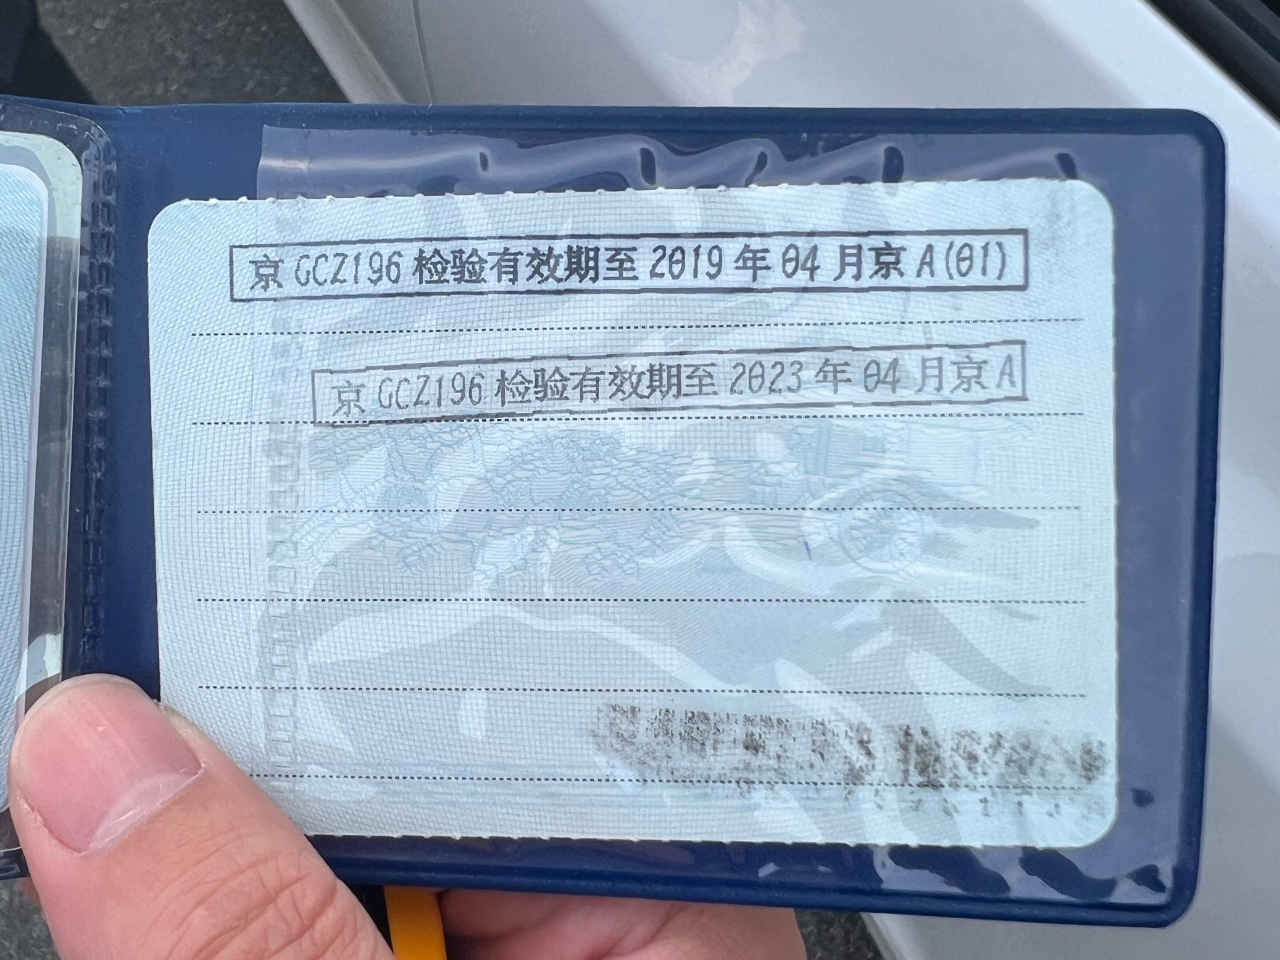 京 GCZ196 检验有效期至 2019 年 04 月京 A(01)
京 GCZ196 检验有效期至 2023 年 04 月京 A